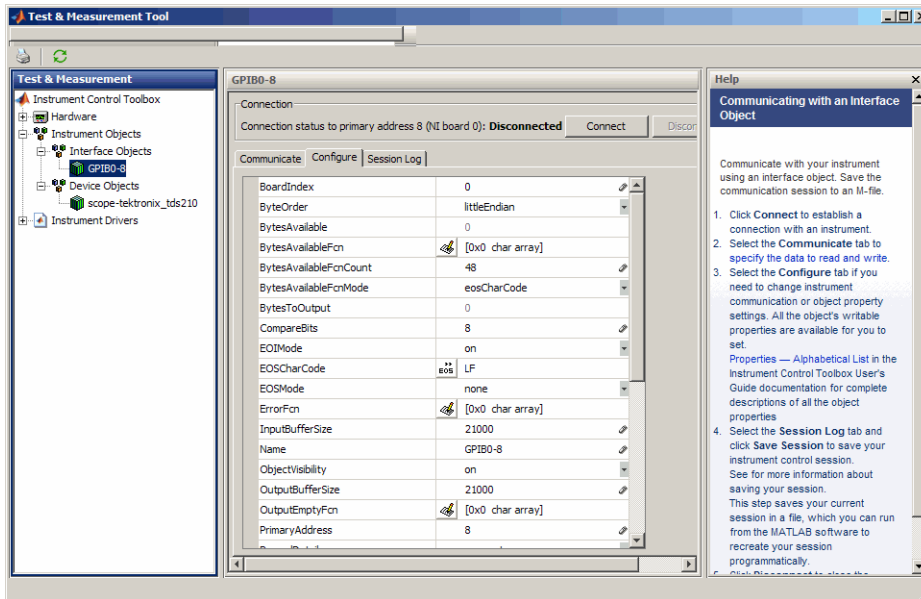 Test & Measurement Tool
Test & Measurement
Instrument Control Toolbox
Hardware
Instrument Objects
Interface Objects
GPIB0-8
Device Objects
scope-tektronix_tds210
Instrument Drivers
GPIB0-8
Connection
Connection status to primary address 8 (NI board 0): Disconnected
Connect
Discor
Communicate
Configure
Session Log
BoardIndex 0
ByteOrder littleEndian
BytesAvailable 0
BytesAvailableFcn [0x0 char array]
BytesAvailableFcnCount 48
BytesAvailableFcnMode eosCharCode
BytesToOutput 0
CompareBits 8
EOIMode on
EOSCharCode EOS LF
EOSMode none
ErrorFcn [0x0 char array]
InputBufferSize 21000
Name GPIB0-8
ObjectVisibility on
OutputBufferSize 21000
OutputEmptyFcn [0x0 char array]
PrimaryAddress 8
Help
Communicating with an Interface
Object
Communicate with your instrument
using an interface object. Save the
communication session to an M-file.
1. Click Connect to establish a
connection with an instrument.
2. Select the Communicate tab to
specify the data to read and write.
3. Select the Configure tab if you
need to change instrument
communication or object property
settings. All the object's writable
properties are available for you to
set.
Properties — Alphabetical List in the
Instrument Control Toolbox User's
Guide documentation for complete
descriptions of all the object
properties
4. Select the Session Log tab and
click Save Session to save your
instrument control session.
See for more information about
saving your session.
This step saves your current
session in a file, which you can run
from the MATLAB software to
recreate your session
programmatically.